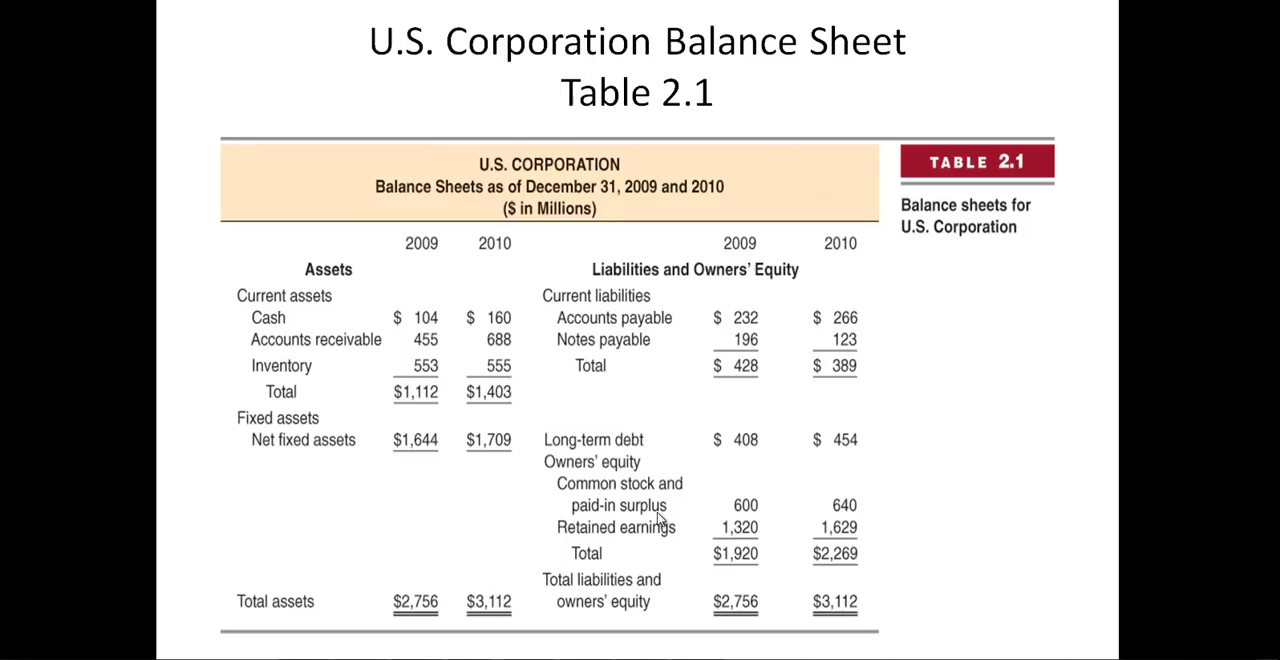 U.S. Corporation Balance Sheet
Table 2.1
U.S. CORPORATION
Balance Sheets as of December 31, 2009 and 2010
($ in Millions)
TABLE 2.1
Balance sheets for
U.S. Corporation
2009 2010 2009 2010
Assets Liabilities and Owners' Equity
Current assets Current liabilities
Cash $ 104 $ 160 Accounts payable $ 232 $ 266
Accounts receivable 455 688 Notes payable 196 123
Inventory 553 555 Total $ 428 $ 389
Total $1,112 $1,403
Fixed assets
Net fixed assets $1,644 $1,709 Long-term debt $ 408 $ 454
Owners' equity
Common stock and
paid-in surplus 600 640
Retained earnings 1,320 1,629
Total $1,920 $2,269
Total liabilities and
Total assets $2,756 $3,112 owners' equity $2,756 $3,112